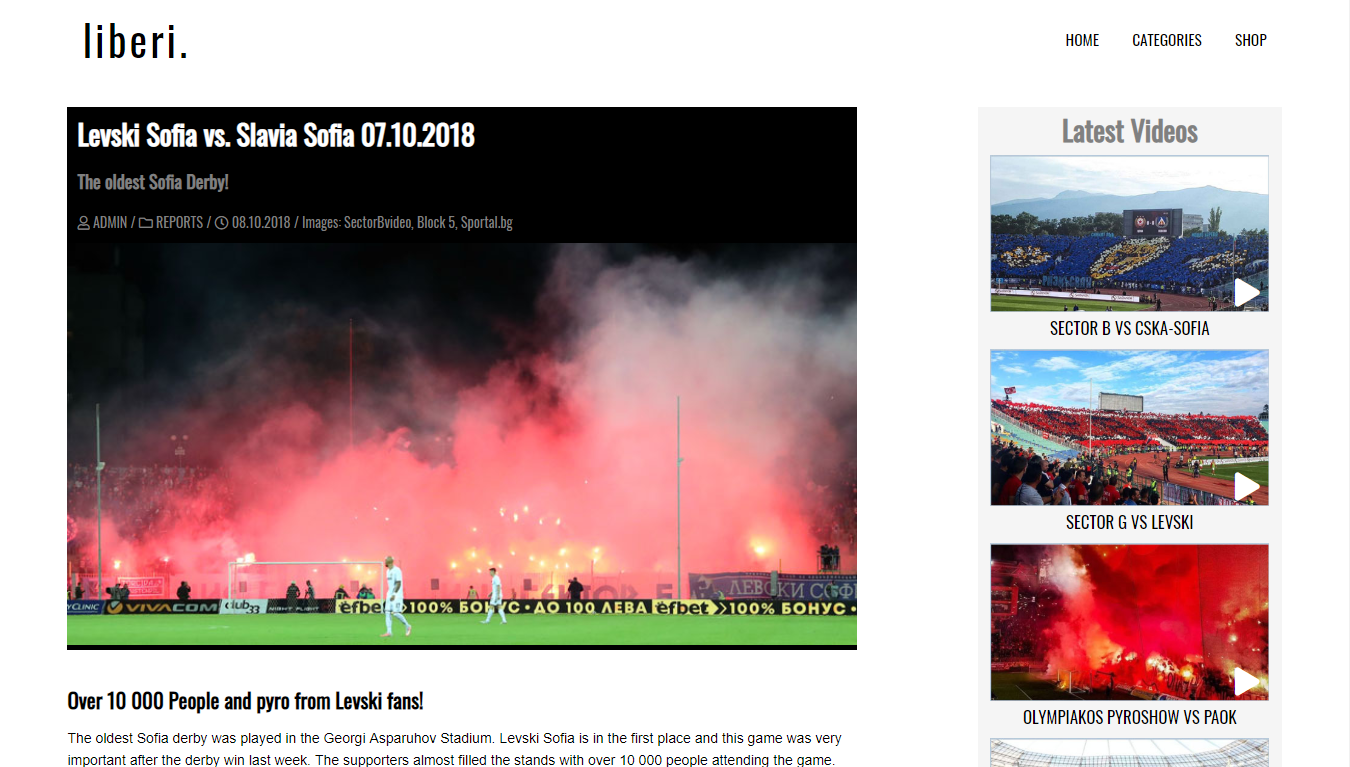 liberi.
HOME CATEGORIES SHOP
Levski Sofia vs. Slavia Sofia 07.10.2018
The oldest Sofia Derby!
ADMIN / REPORTS / 08.10.2018 / Images: SectorBvideo, Block 5, Sportal.bg
VIVACOM club 33 NIGHT FLIGHT efbet 100% БОНУС • ДО 100 ЛЕВА efbet 100% БОНУС •
Over 10 000 People and pyro from Levski fans!
The oldest Sofia derby was played in the Georgi Asparuhov Stadium. Levski Sofia is in the first place and this game was very
important after the derby win last week. The supporters almost filled the stands with over 10 000 people attending the game.
Latest Videos
SECTOR B VS CSKA-SOFIA
SECTOR G VS LEVSKI
OLYMPIAKOS PYROSHOW VS PAOK